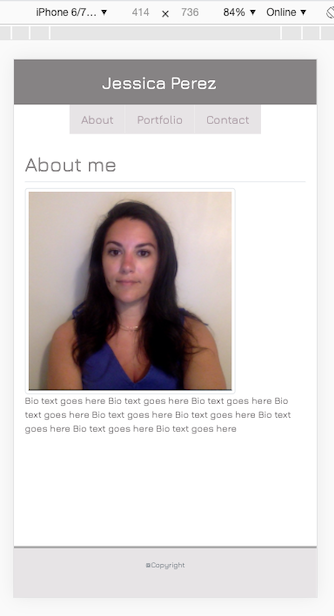 iPhone 6/7... ▼ 414 × 736 84% ▼ Online ▼
Jessica Perez
About Portfolio Contact
About me
Bio text goes here Bio text goes here Bio text goes here Bio
text goes here Bio text goes here Bio text goes here Bio text
goes here Bio text goes here Bio text goes here
©Copyright